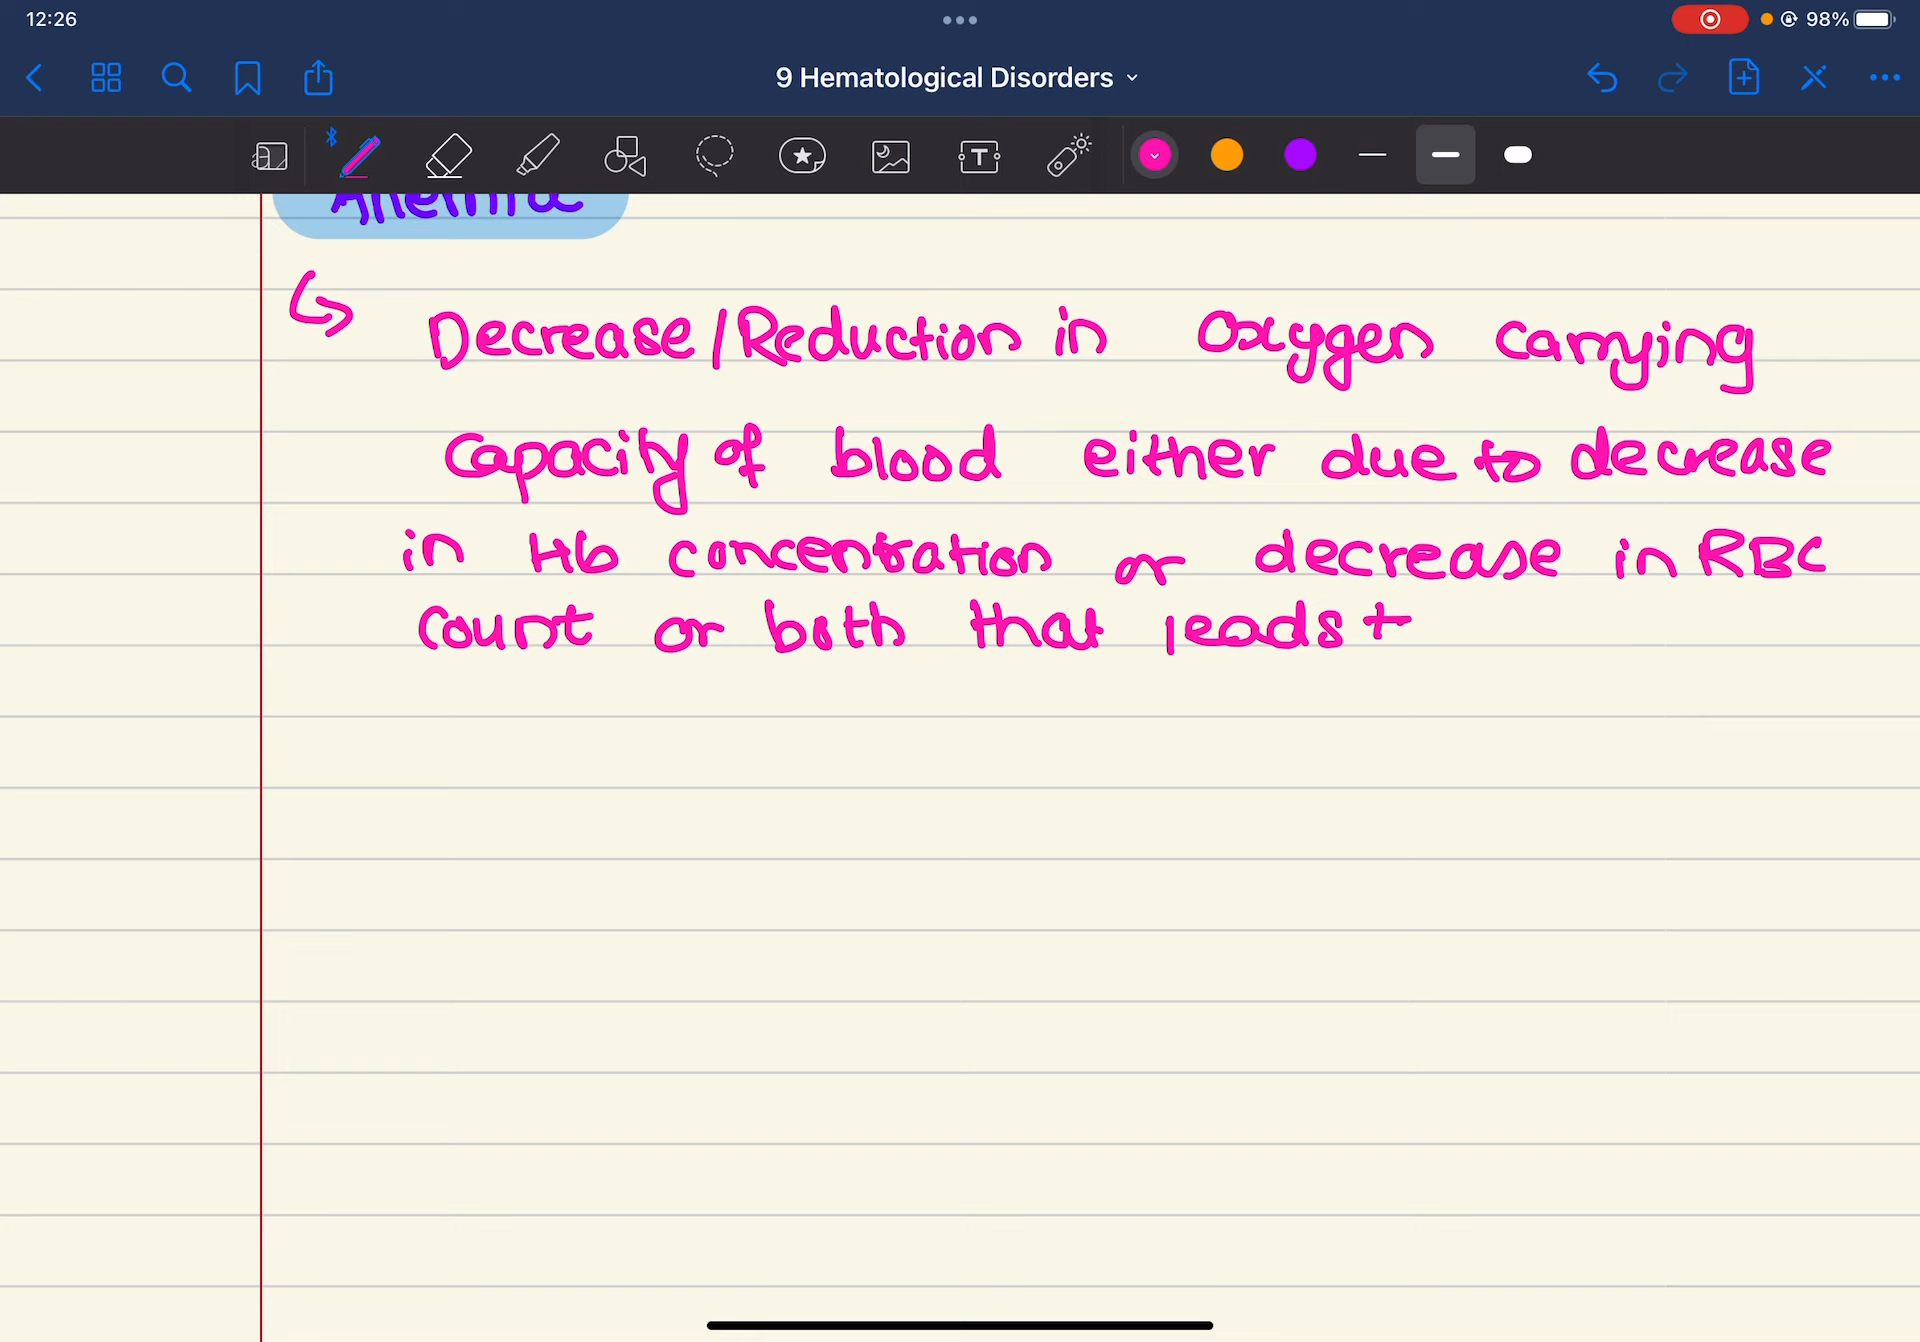 12:26
98%
9 Hematological Disorders
Anemia
Decrease/Reduction in Oxygen carrying
capacity of blood either due to decrease
in Hb concentration or decrease in RBC
count or both that leads t